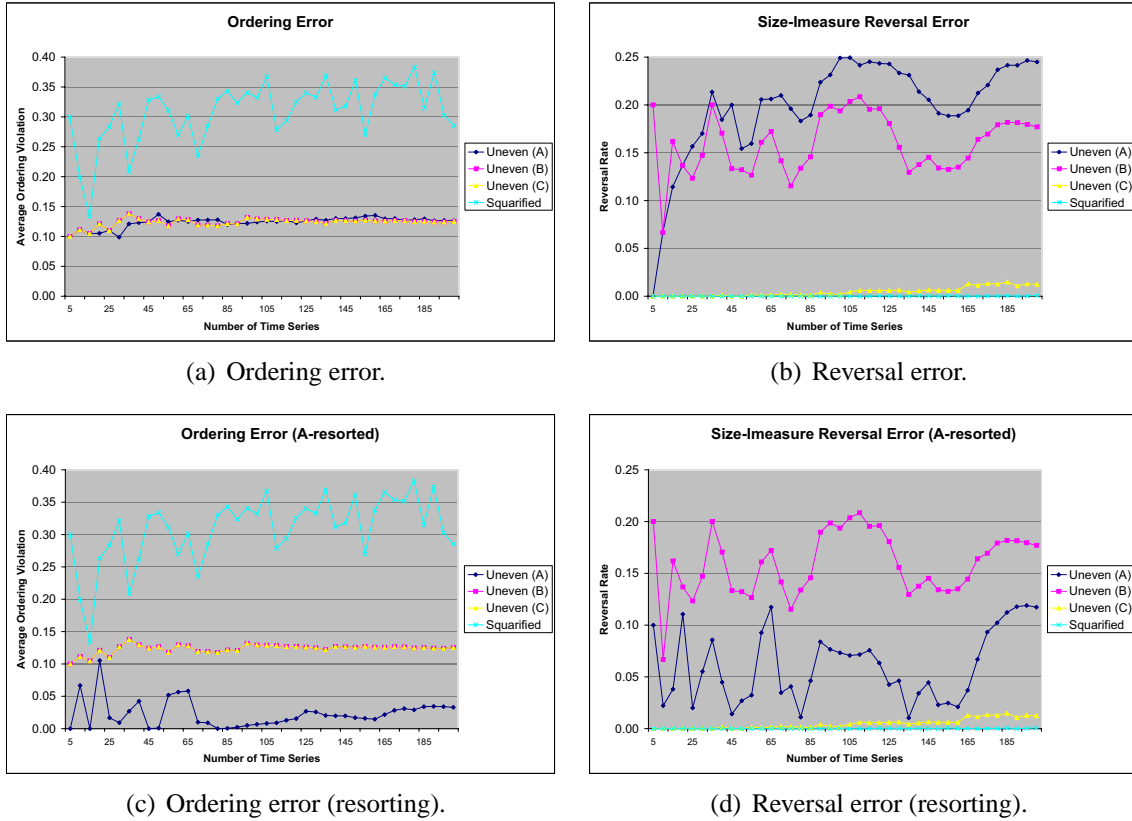 Ordering Error
0.40
0.35
0.30
0.25
0.20
0.15
0.10
0.05
0.00
Average Ordering Violation
5 25 45 65 85 105 125 145 165 185
Number of Time Series
Uneven (A)
Uneven (B)
Uneven (C)
Squarified
(a) Ordering error.
Size-Imeasure Reversal Error
0.25
0.20
0.15
0.10
0.05
0.00
Reversal Rate
5 25 45 65 85 105 125 145 165 185
Number of Time Series
Uneven (A)
Uneven (B)
Uneven (C)
Squarified
(b) Reversal error.
Ordering Error (A-resorted)
0.40
0.35
0.30
0.25
0.20
0.15
0.10
0.05
0.00
Average Ordering Violation
5 25 45 65 85 105 125 145 165 185
Number of Time Series
Uneven (A)
Uneven (B)
Uneven (C)
Squarified
(c) Ordering error (resorting).
Size-Imeasure Reversal Error (A-resorted)
0.25
0.20
0.15
0.10
0.05
0.00
Reversal Rate
5 25 45 65 85 105 125 145 165 185
Number of Time Series
Uneven (A)
Uneven (B)
Uneven (C)
Squarified
(d) Reversal error (resorting).